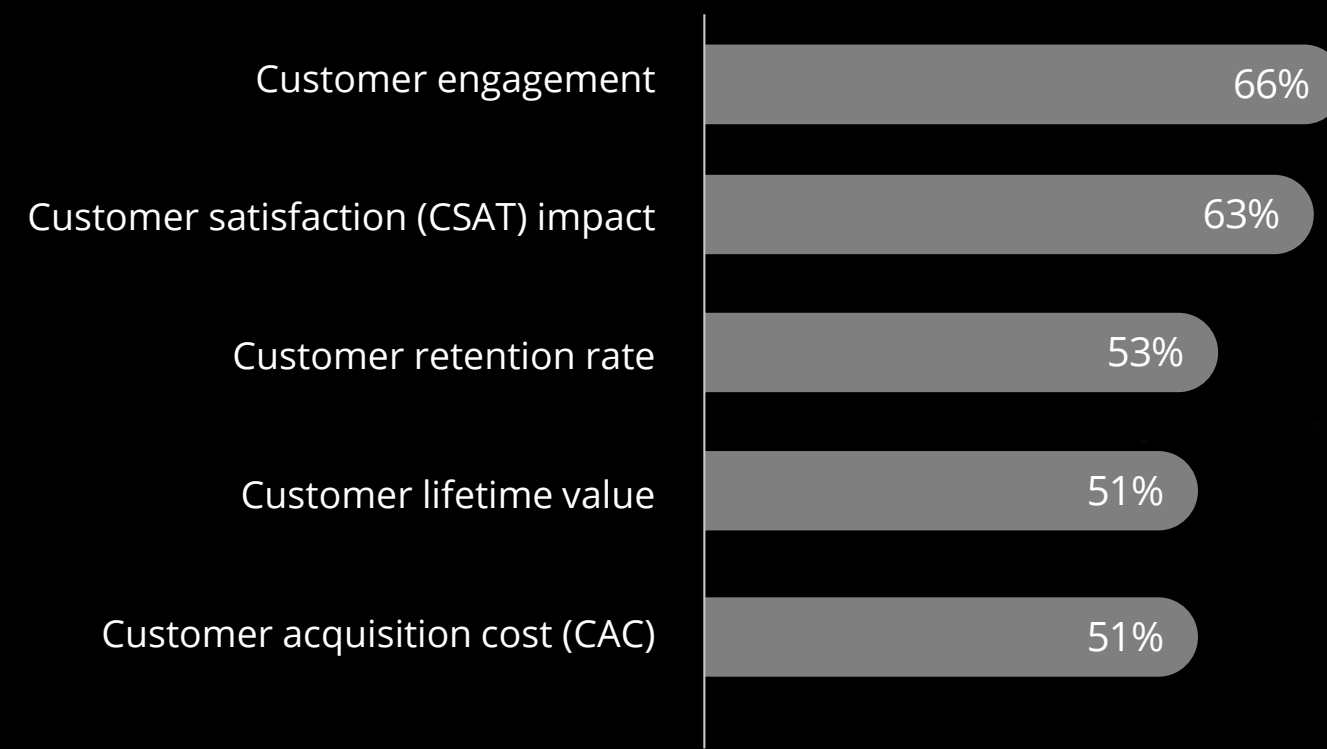 Customer engagement 66%
Customer satisfaction (CSAT) impact 63%
Customer retention rate 53%
Customer lifetime value 51%
Customer acquisition cost (CAC) 51%